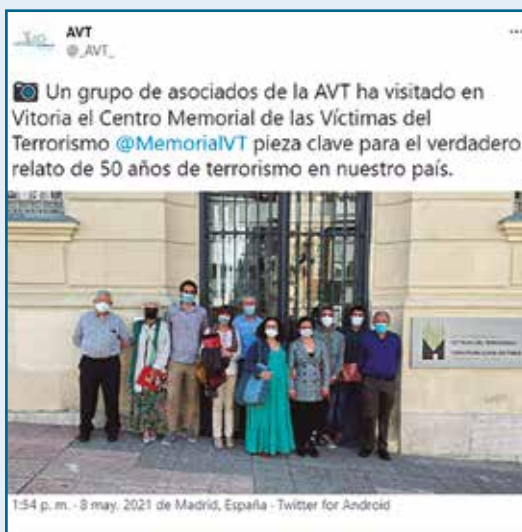 AVT
@_AVT_
Un grupo de asociados de la AVT ha visitado en
Vitoria el Centro Memorial de las Víctimas del
Terrorismo @MemorialVT pieza clave para el verdadero
relato de 50 años de terrorismo en nuestro país.
1:54 p. m. · 8 may. 2021 de Madrid, España · Twitter for Android